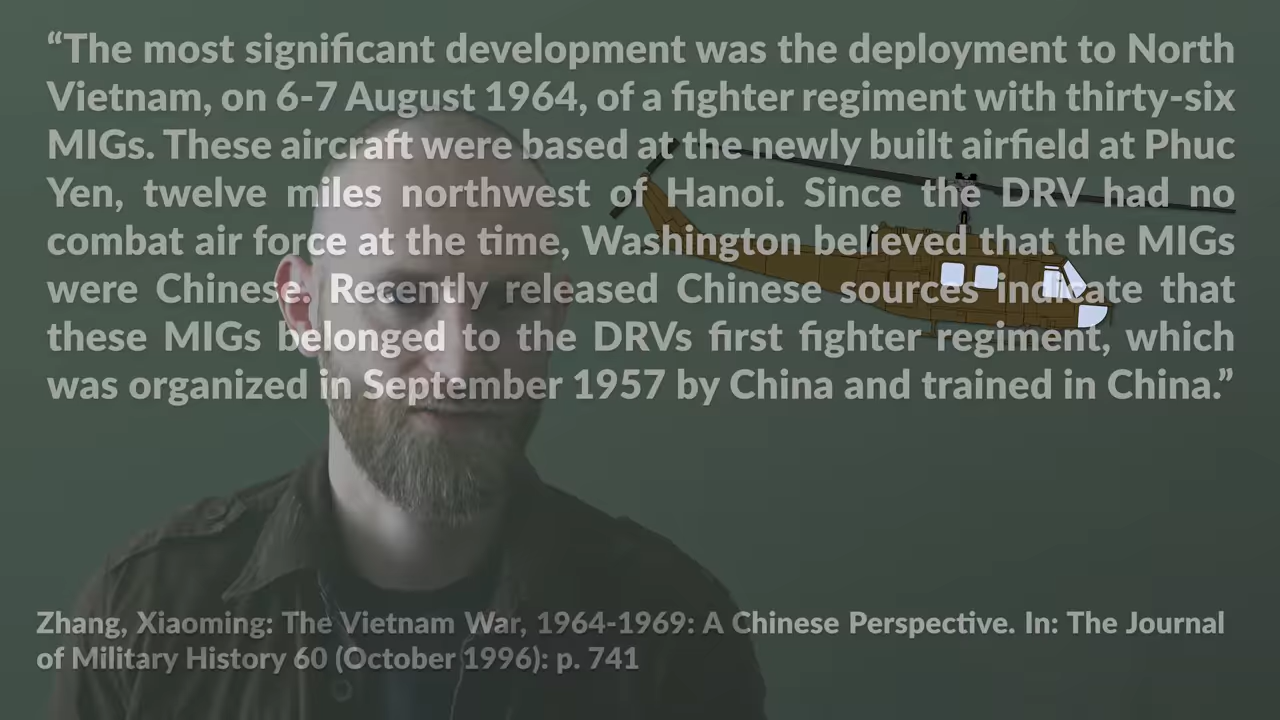 “The most significant development was the deployment to North
Vietnam, on 6-7 August 1964, of a fighter regiment with thirty-six
MIGs. These aircraft were based at the newly built airfield at Phuc
Yen, twelve miles northwest of Hanoi. Since the DRV had no
combat air force at the time, Washington believed that the MIGs
were Chinese. Recently released Chinese sources indicate that
these MIGs belonged to the DRVs first fighter regiment, which
was organized in September 1957 by China and trained in China.”
Zhang, Xiaoming: The Vietnam War, 1964-1969: A Chinese Perspective. In: The Journal
of Military History 60 (October 1996): p. 741